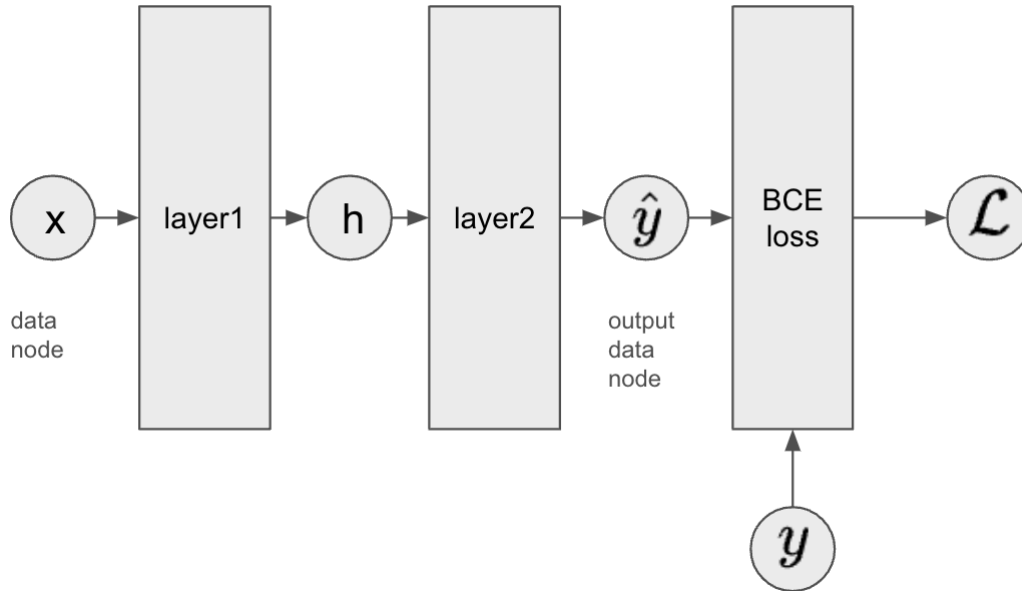 x
layer1
h
layer2
ŷ
BCE
loss
ℒ
data
node
output
data
node
y